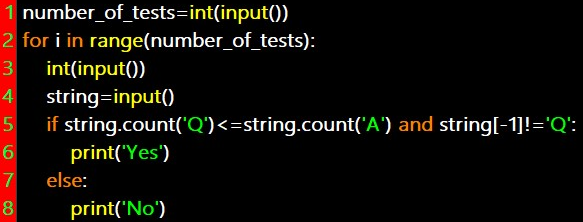 1 number_of_tests=int(input())
2 for i in range(number_of_tests):
3     int(input())
4     string=input()
5     if string.count('Q')<=string.count('A') and string[-1]!='Q':
6         print('Yes')
7     else:
8         print('No')